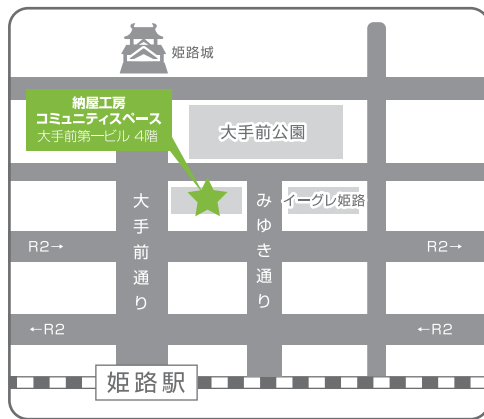 姫路城
納屋工房
コミュニティスペース
大手前第一ビル 4階
大手前公園
大手前通り
みゆき通り
イーグレ姫路
R2→
R2→
←R2
←R2
姫路駅